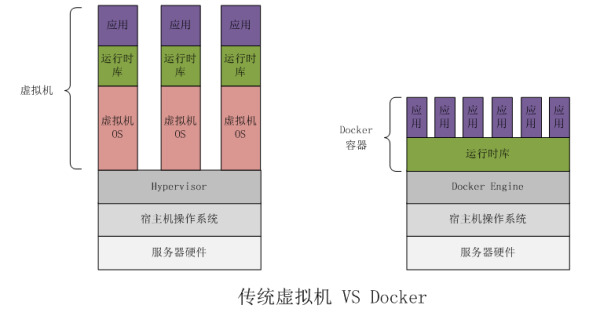 虚拟机
应用
运行时
库
虚拟机
OS
应用
运行时
库
虚拟机
OS
应用
运行时
库
虚拟机
OS
Hypervisor
宿主机操作系统
服务器硬件
Docker
容器
应用
应用
应用
应用
应用
应用
运行时库
Docker Engine
宿主机操作系统
服务器硬件
传统虚拟机 VS Docker